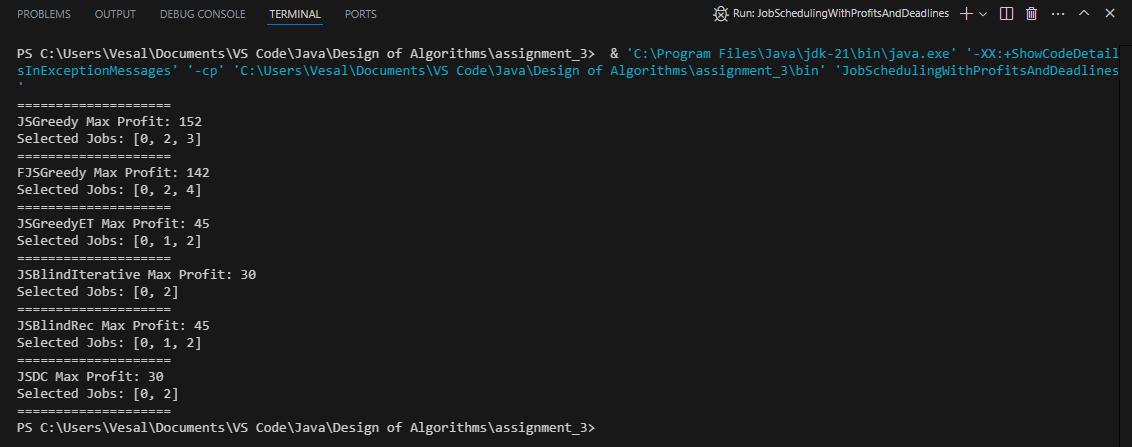 PROBLEMS OUTPUT DEBUG CONSOLE TERMINAL PORTS Run: JobSchedulingWithProfitsAndDeadlines
PS C:\Users\Vesal\Documents\VS Code\Java\Design of Algorithms\assignment_3>  & 'C:\Program Files\Java\jdk-21\bin\java.exe' '-XX:+ShowCodeDetail
sInExceptionMessages' '-cp' 'C:\Users\Vesal\Documents\VS Code\Java\Design of Algorithms\assignment_3\bin' 'JobSchedulingWithProfitsAndDeadlines
'
====================
JSGreedy Max Profit: 152
Selected Jobs: [0, 2, 3]
====================
FJSGreedy Max Profit: 142
Selected Jobs: [0, 2, 4]
====================
JSGreedyET Max Profit: 45
Selected Jobs: [0, 1, 2]
====================
JSBlindIterative Max Profit: 30
Selected Jobs: [0, 2]
====================
JSBlindRec Max Profit: 45
Selected Jobs: [0, 1, 2]
====================
JSDC Max Profit: 30
Selected Jobs: [0, 2]
====================
PS C:\Users\Vesal\Documents\VS Code\Java\Design of Algorithms\assignment_3>